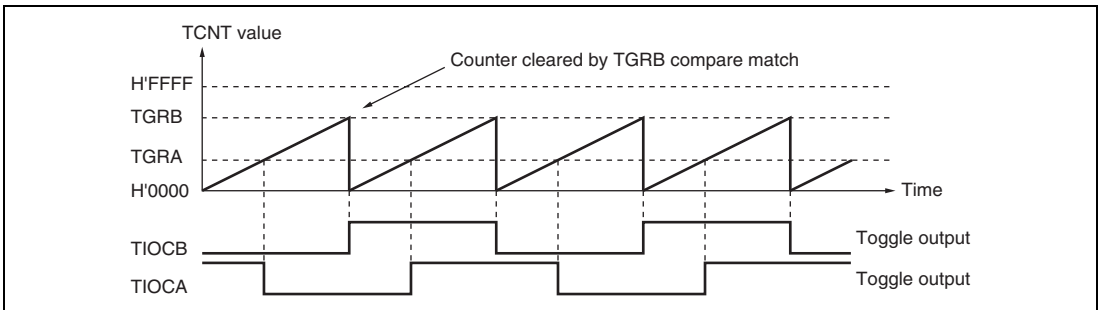 TCNT value
Counter cleared by TGRB compare match
H'FFFF
TGRB
TGRA
H'0000
Time
TIOCB
Toggle output
TIOCA
Toggle output